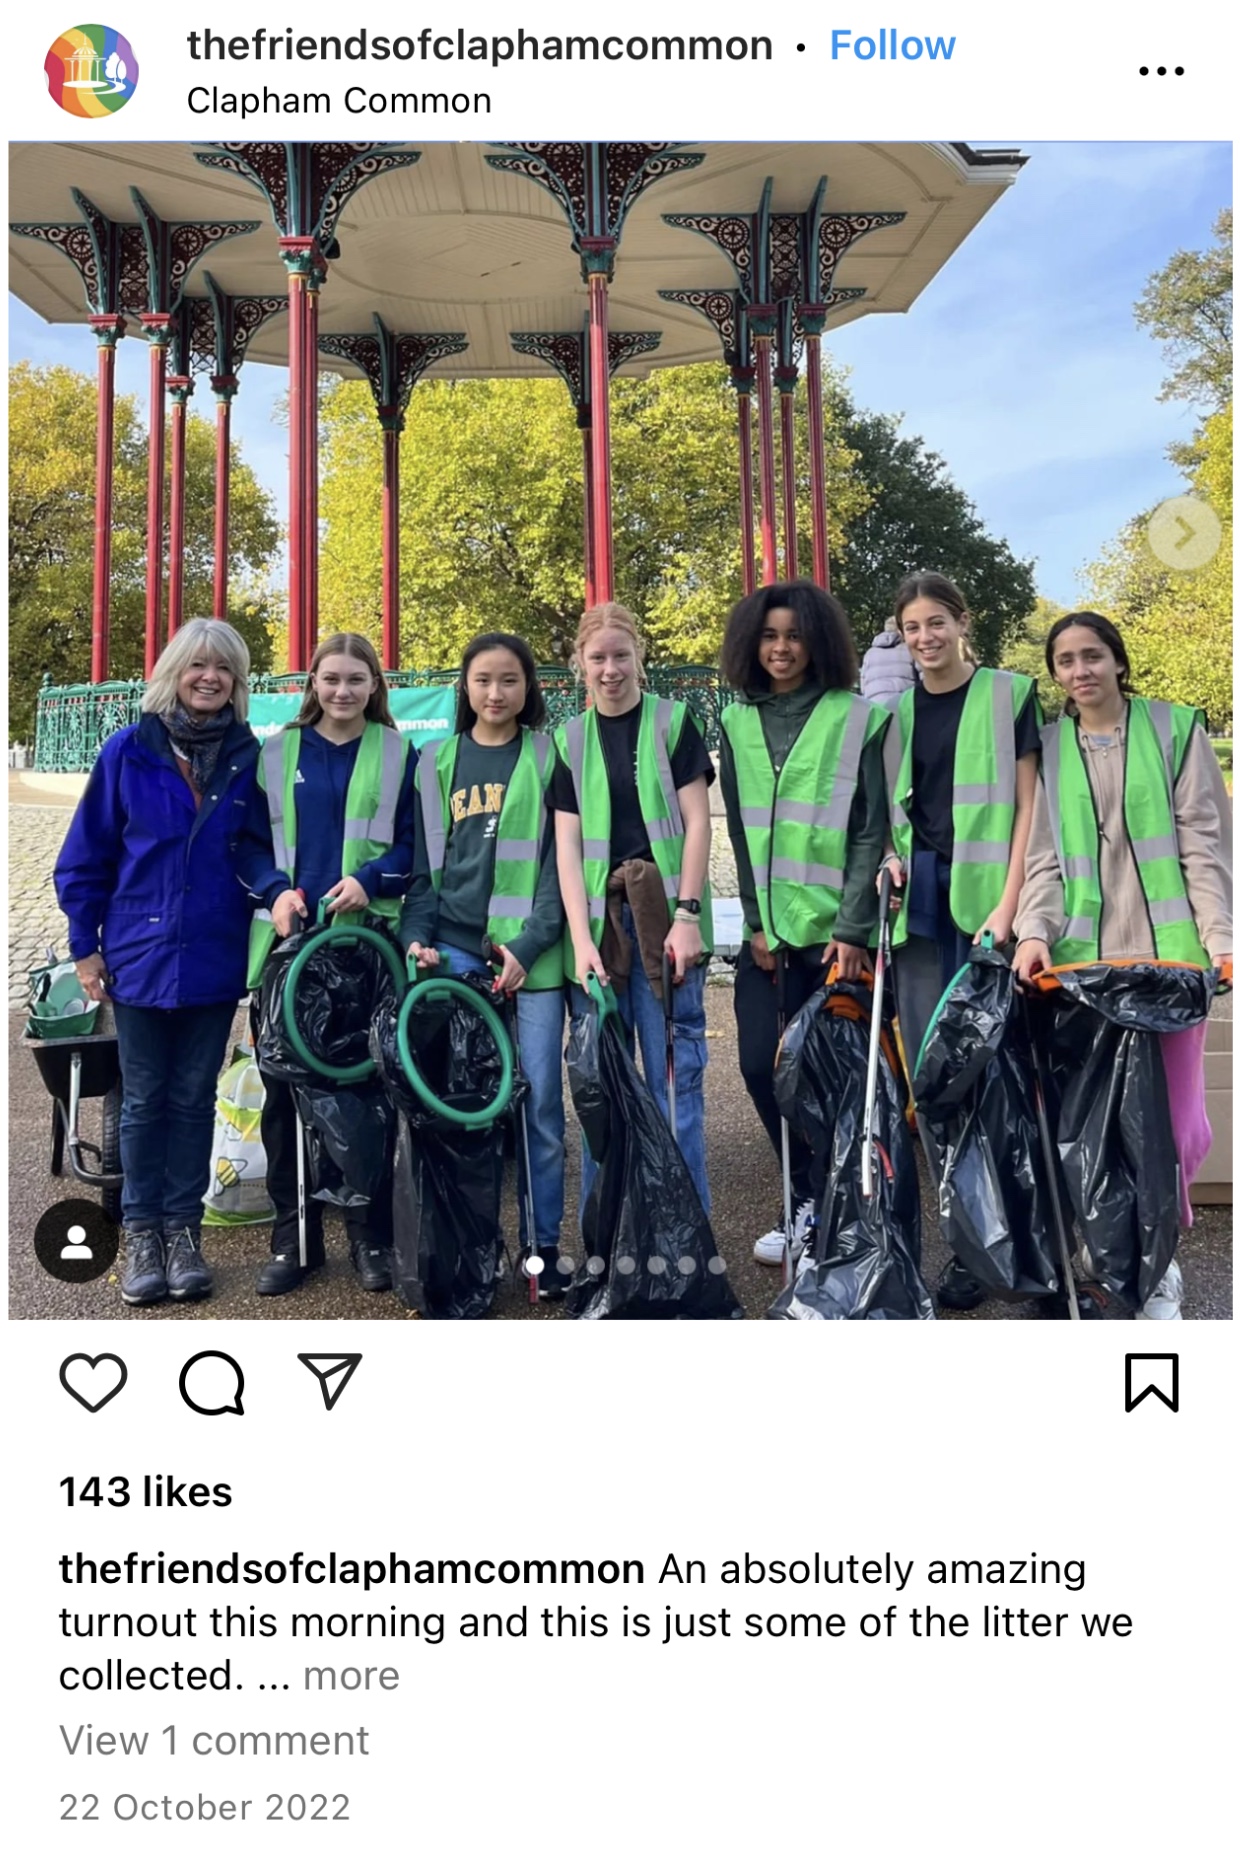 thefriendsofclaphamcommon • Follow
Clapham Common
EAN
143 likes
thefriendsofclaphamcommon An absolutely amazing
turnout this morning and this is just some of the litter we
collected. ... more
View 1 comment
22 October 2022